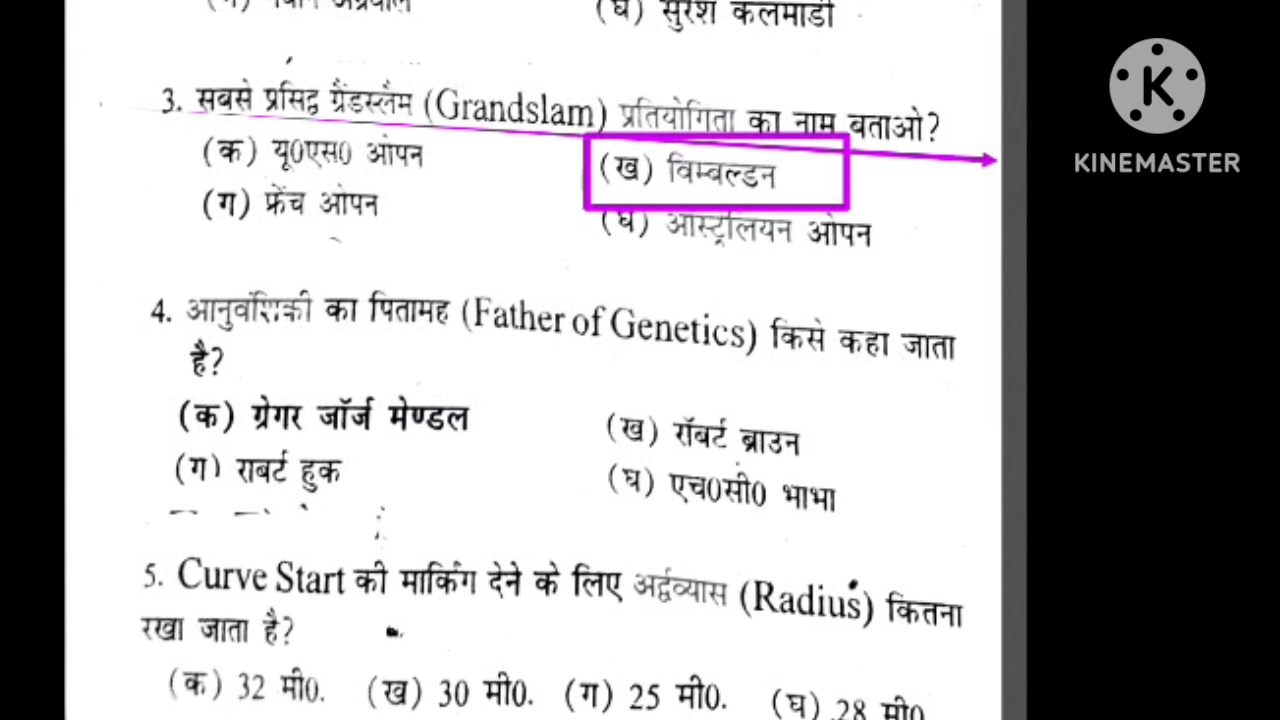 (घ) सुरेश कलमाडी
3. सबसे प्रसिद्व ग्रैंडस्लैम (Grandslam) प्रतियोगिता का नाम बताओ?
(क) यू0एस0 ओपन (ख) विम्बल्डन
(ग) फ्रेंच ओपन (घ) ऑस्ट्रेलियन ओपन
4. आनुवंशिकी का पितामह (Father of Genetics) किसे कहा जाता
है?
(क) ग्रेगर जॉर्ज मेण्डल (ख) रॉबर्ट ब्राउन
(ग) राबर्ट हुक (घ) एच0सी0 भाभा
5. Curve Start की मार्किंग देने के लिए अर्द्वव्यास (Radius) कितना
रखा जाता है?
(क) 32 मी0. (ख) 30 मी0. (ग) 25 मी0. (घ) 28 मी0
K
KINEMASTER